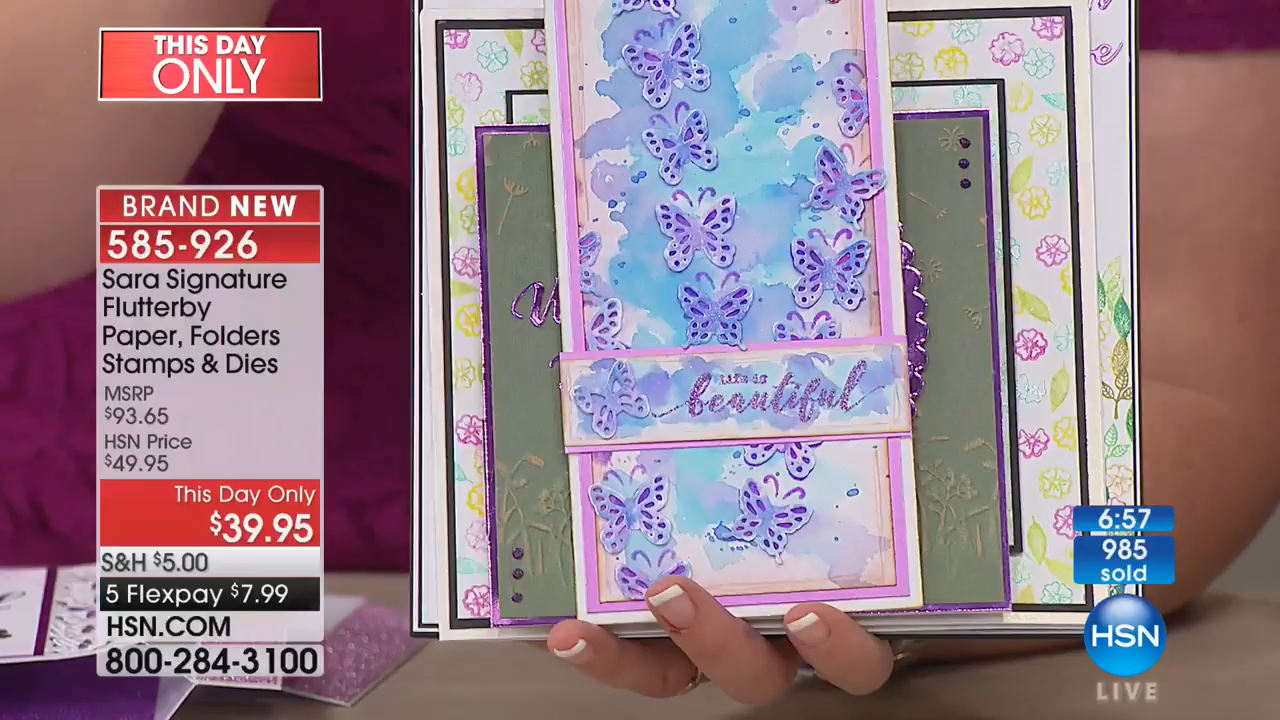 THIS DAY
ONLY
BRAND NEW
585-926
Sara Signature
Flutterby
Paper, Folders
Stamps & Dies
MSRP
$93.65
HSN Price
$49.95
This Day Only
$39.95
S&H $5.00
5 Flexpay $7.99
HSN.COM
800-284-3100
LIFE IS
beautiful
6:57
985
sold
HSN
LIVE